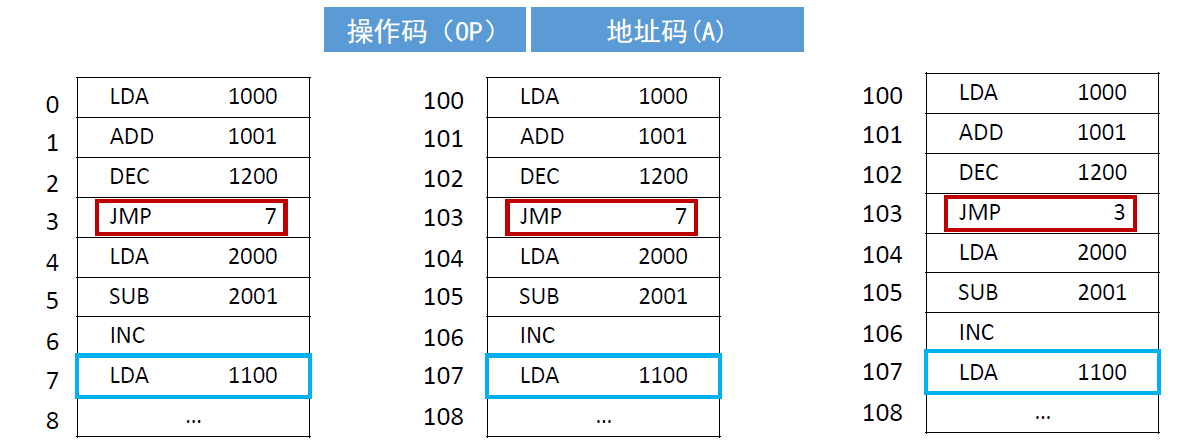 操作码（OP） 地址码(A)
0 LDA 1000
1 ADD 1001
2 DEC 1200
3 JMP 7
4 LDA 2000
5 SUB 2001
6 INC
7 LDA 1100
8 ...
100 LDA 1000
101 ADD 1001
102 DEC 1200
103 JMP 7
104 LDA 2000
105 SUB 2001
106 INC
107 LDA 1100
108 ...
100 LDA 1000
101 ADD 1001
102 DEC 1200
103 JMP 3
104 LDA 2000
105 SUB 2001
106 INC
107 LDA 1100
108 ...